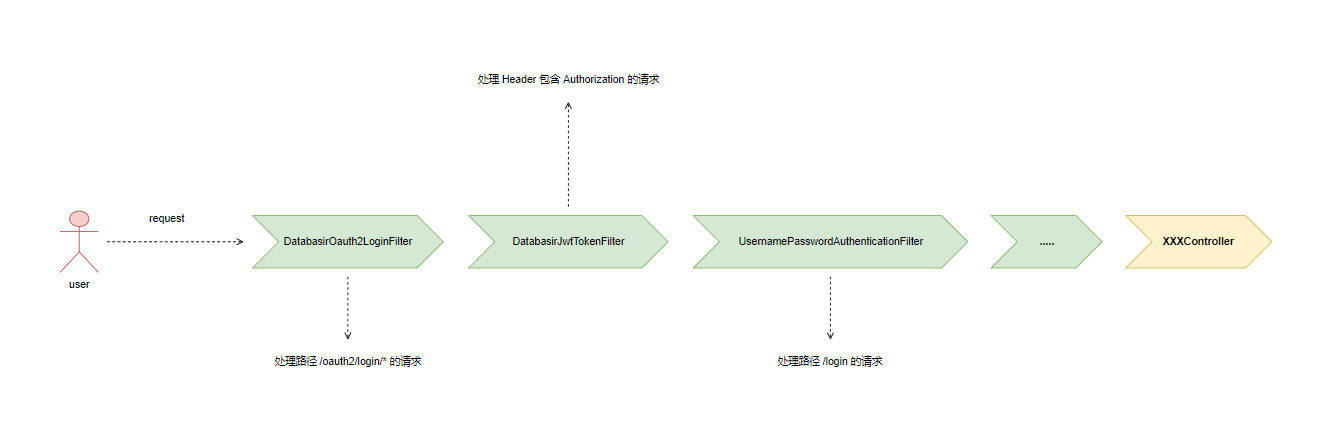 处理 Header 包含 Authorization 的请求
request
DatabasirOauth2LoginFilter
DatabasirJwtTokenFilter
UsernamePasswordAuthenticationFilter
.....
XXXController
user
处理路径 /oauth2/login/* 的请求
处理路径 /login 的请求